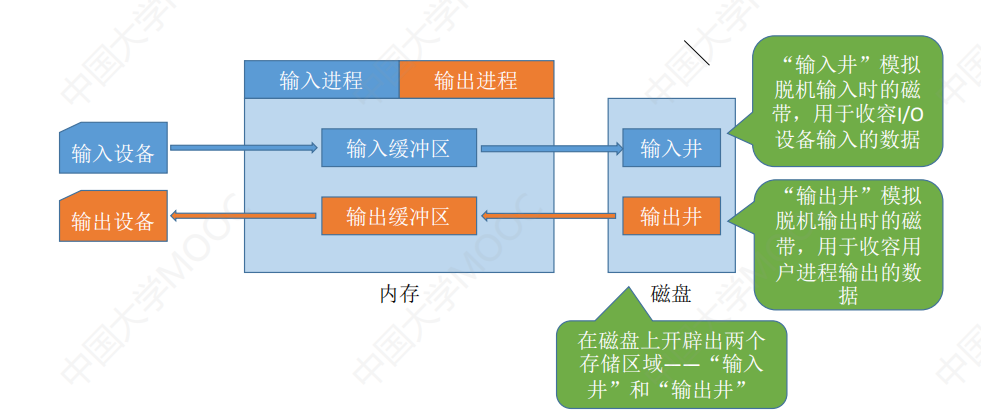 输入进程
输出进程
输入设备
输入缓冲区
输入井
输出设备
输出缓冲区
输出井
内存
磁盘
“输入井”模拟
脱机输入时的磁
带，用于收容I/O
设备输入的数据
“输出井”模拟
脱机输出时的磁
带，用于收容用
户进程输出的数
据
在磁盘上开辟出两个
存储区域——“输入
井”和“输出井”
中国大学MOOC